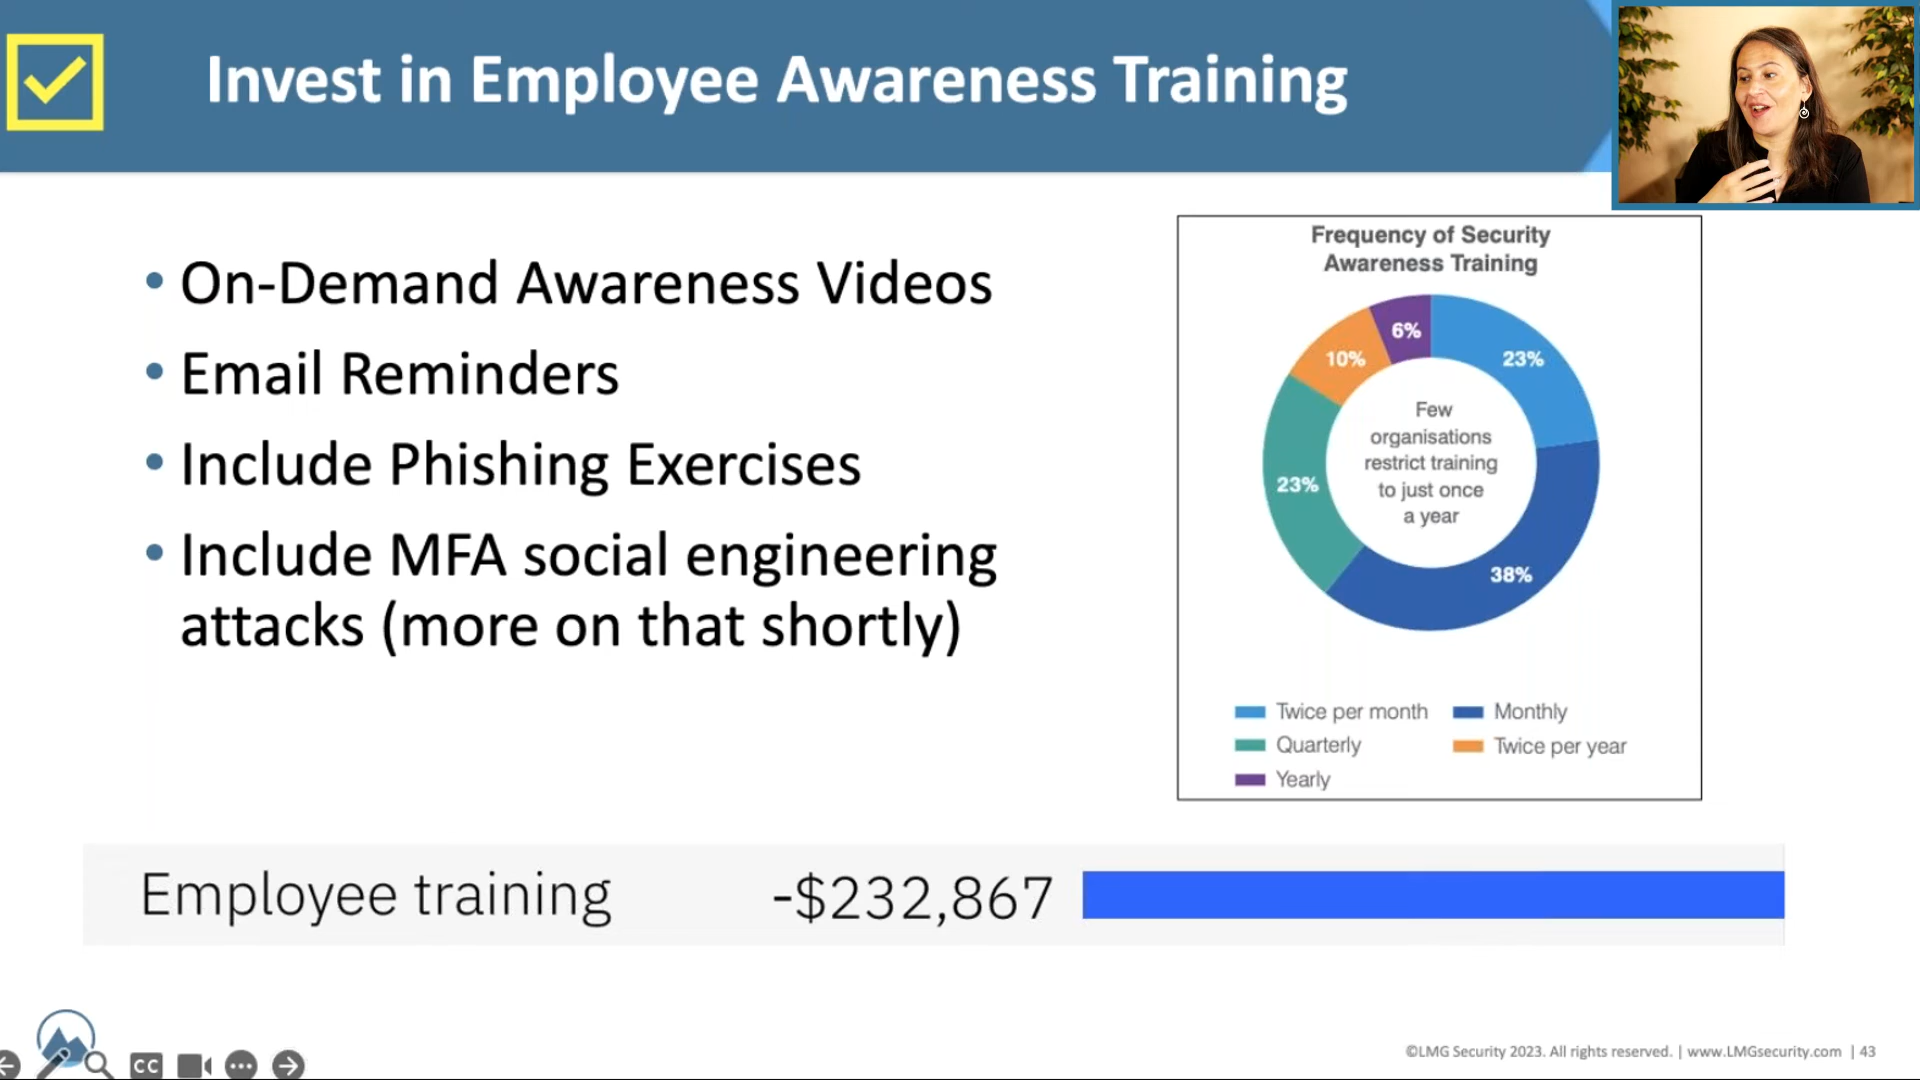 Invest in Employee Awareness Training
• On-Demand Awareness Videos
• Email Reminders
• Include Phishing Exercises
• Include MFA social engineering
attacks (more on that shortly)
Frequency of Security
Awareness Training
6%
10%
23%
23%
38%
Few
organisations
restrict training
to just once
a year
Twice per month
Monthly
Quarterly
Twice per year
Yearly
Employee training -$232,867
CC
©LMG Security 2023. All rights reserved. | www.LMGsecurity.com | 43